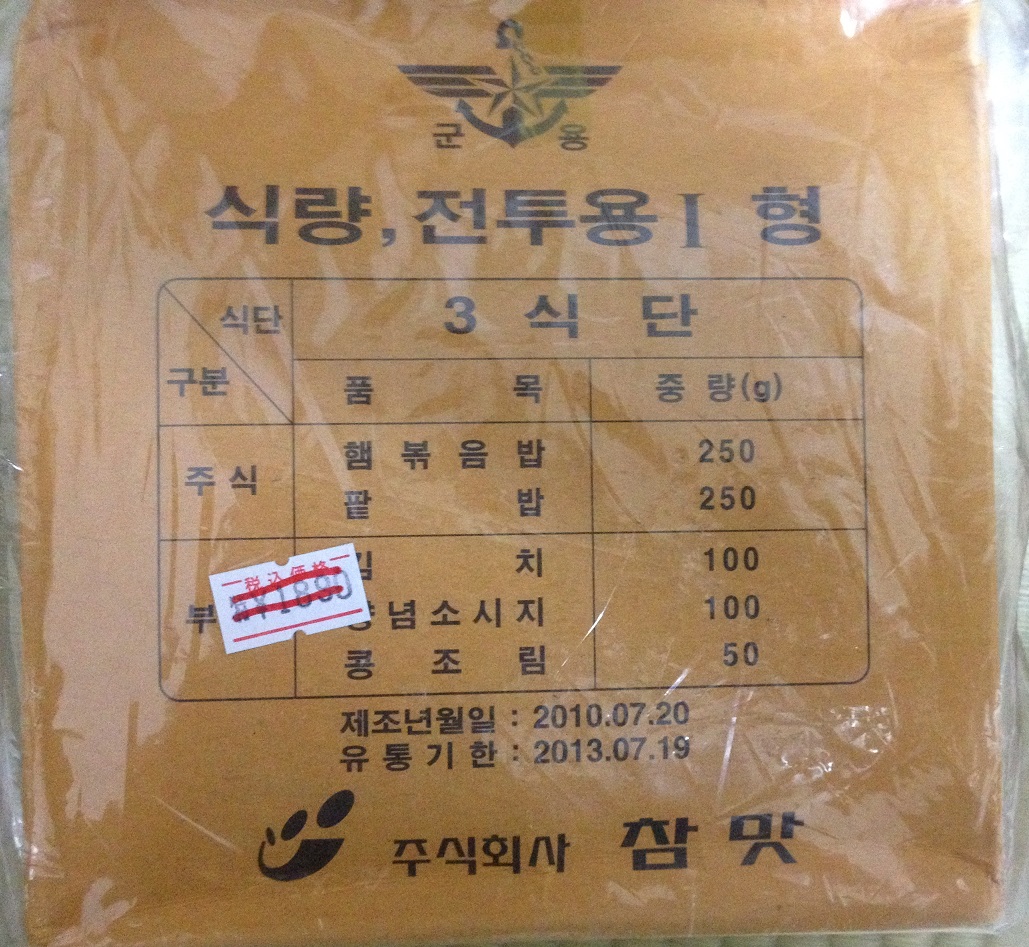 군 용
식량, 전투용 I 형
식단 3 식 단
구분 품 목 중 량(g)
주 식
햄 볶 음 밥 250
팥 밥 250
치 100
부
념 소 시 지 100
콩 조 림 50
税込価格
제조년월일 : 2010.07.20
유 통 기 한 : 2013.07.19
주식회사 참 맛